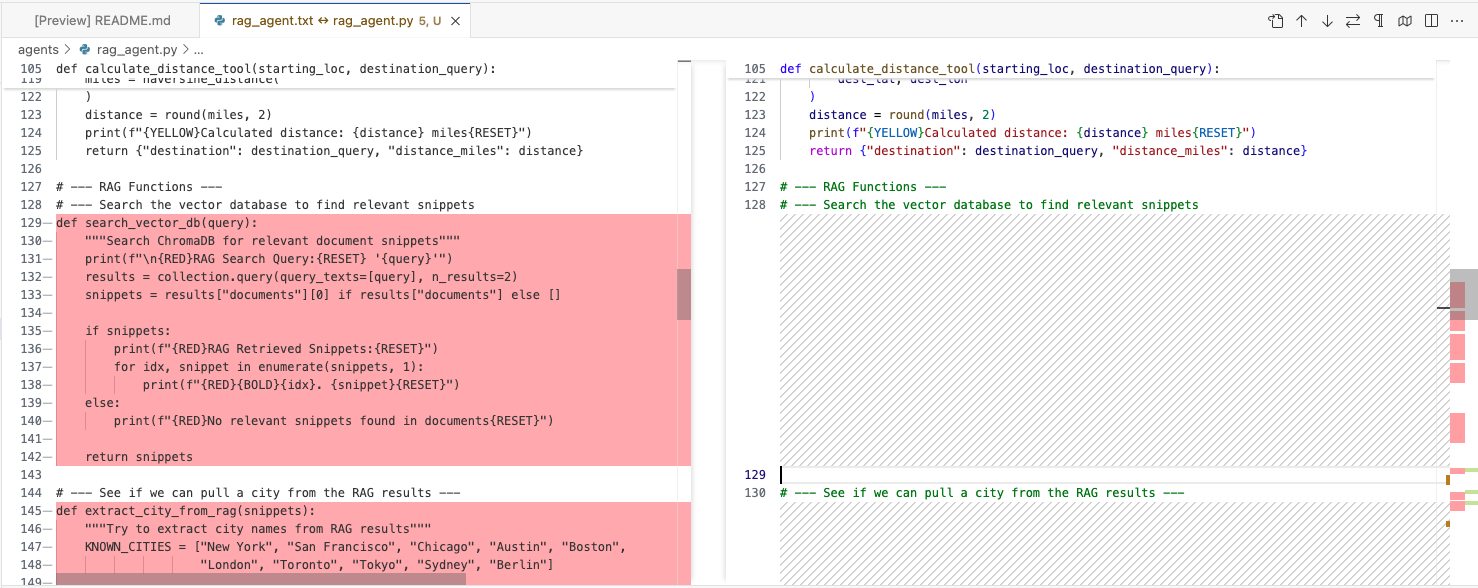 [Preview] README.md
rag_agent.txt ↔ rag_agent.py 5, U
agents > rag_agent.py > ...
105 def calculate_distance_tool(starting_loc, destination_query):
119 miles = haversine_distance(
122 )
123 distance = round(miles, 2)
124 print(f"{YELLOW}Calculated distance: {distance} miles{RESET}")
125 return {"destination": destination_query, "distance_miles": distance}
126
127 # --- RAG Functions ---
128 # --- Search the vector database to find relevant snippets
129— def search_vector_db(query):
130— """Search ChromaDB for relevant document snippets"""
131— print(f"\n{RED}RAG Search Query:{RESET} '{query}'")
132— results = collection.query(query_texts=[query], n_results=2)
133— snippets = results["documents"][0] if results["documents"] else []
134—
135— if snippets:
136— print(f"{RED}RAG Retrieved Snippets:{RESET}")
137— for idx, snippet in enumerate(snippets, 1):
138— print(f"{RED}{BOLD}{idx}. {snippet}{RESET}")
139— else:
140— print(f"{RED}No relevant snippets found in documents{RESET}")
141—
142— return snippets
143
144 # --- See if we can pull a city from the RAG results ---
145— def extract_city_from_rag(snippets):
146— """Try to extract city names from RAG results"""
147— KNOWN_CITIES = ["New York", "San Francisco", "Chicago", "Austin", "Boston",
148— "London", "Toronto", "Tokyo", "Sydney", "Berlin"]
149—
105 def calculate_distance_tool(starting_loc, destination_query):
121 dest_lat, dest_lon
122 )
123 distance = round(miles, 2)
124 print(f"{YELLOW}Calculated distance: {distance} miles{RESET}")
125 return {"destination": destination_query, "distance_miles": distance}
126
127 # --- RAG Functions ---
128 # --- Search the vector database to find relevant snippets
129
130 # --- See if we can pull a city from the RAG results ---